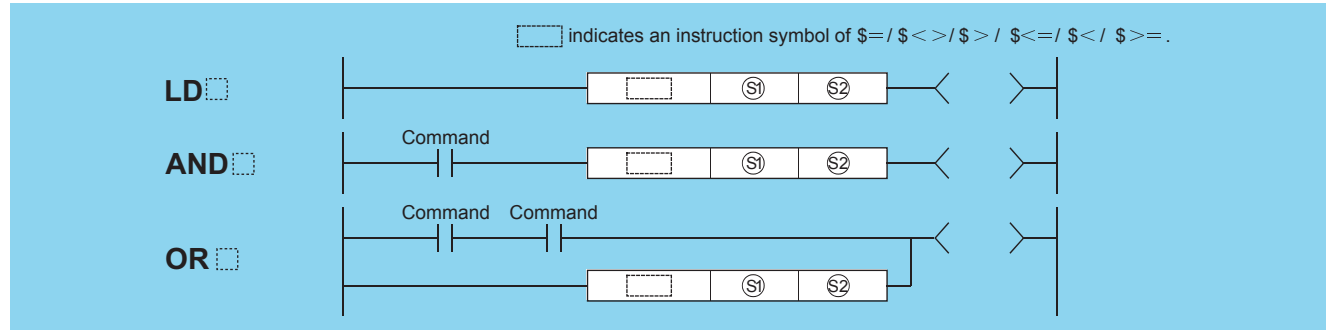 indicates an instruction symbol of $=/ $< >/ $ > / $<=/ $< / $ >= .
LD
S1 S2
Command
AND
S1 S2
Command Command
OR
S1 S2